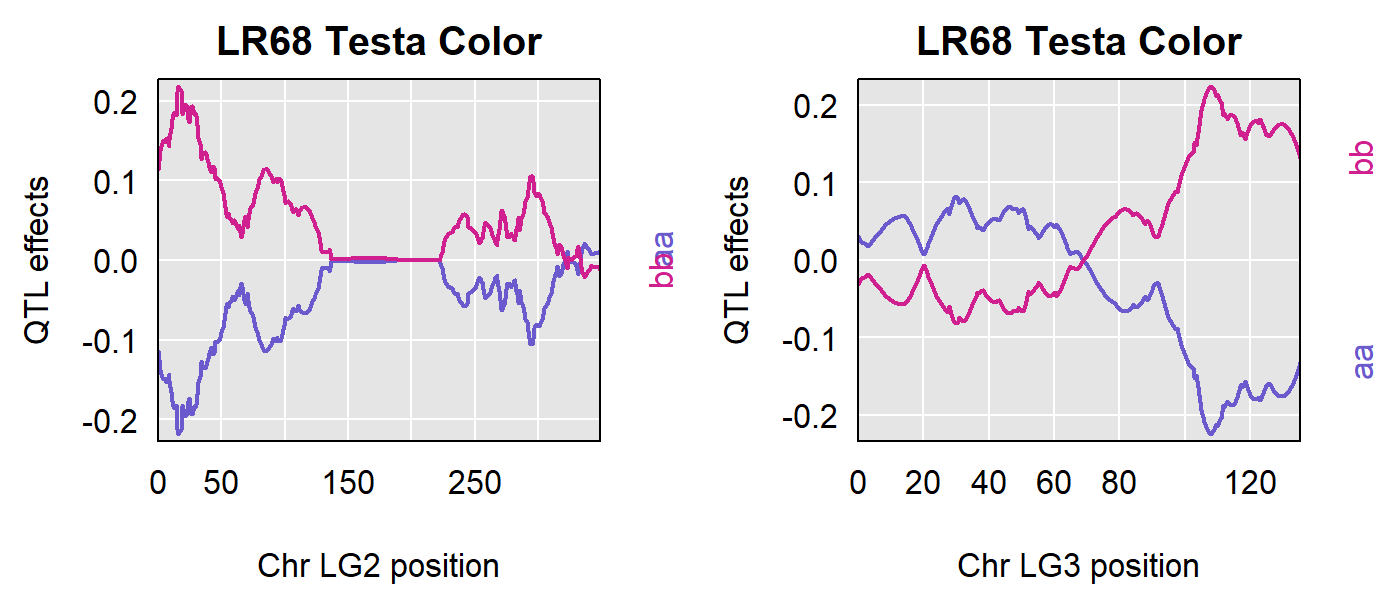 LR68 Testa Color
QTL effects
0.2
0.1
0.0
-0.1
-0.2
0 50 150 250
Chr LG2 position
aa
bb
LR68 Testa Color
QTL effects
0.2
0.1
0.0
-0.1
-0.2
0 20 40 60 80 120
Chr LG3 position
bb
aa